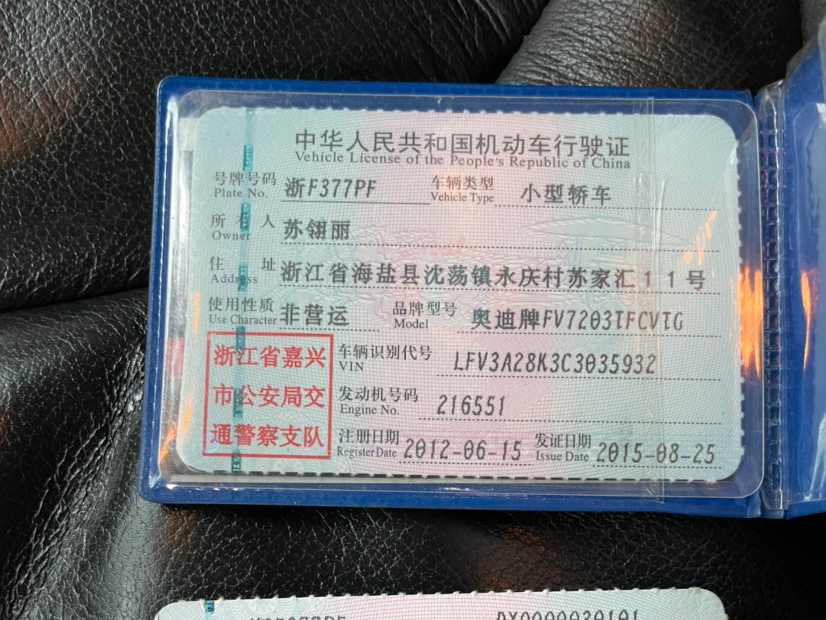 中华人民共和国机动车行驶证
Vehicle License of the People's Republic of China
号牌号码 浙F377PF 车辆类型 小型轿车
Plate No. Vehicle Type
所有人 苏翎丽
Owner
住址 浙江省海盐县沈荡镇永庆村苏家汇11号
Address
使用性质 非营运 品牌型号 奥迪牌FV7203TFCVTG
Use Character Model
浙江省嘉兴
市公安局交
通警察支队
车辆识别代号 LFV3A28K3C3035932
VIN
发动机号码 216551
Engine No.
注册日期 2012-06-15 发证日期 2015-08-25
Register Date Issue Date